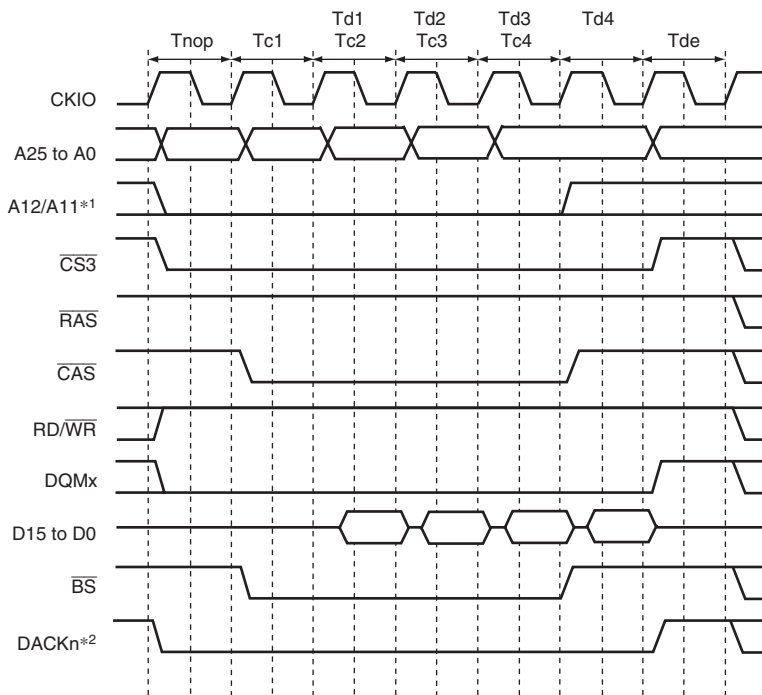 Td1 Td2 Td3 Td4
Tnop Tc1 Tc2 Tc3 Tc4 Tde
CKIO
A25 to A0
A12/A11*1
CS3
RAS
CAS
RD/WR
DQMx
D15 to D0
BS
DACKn*2